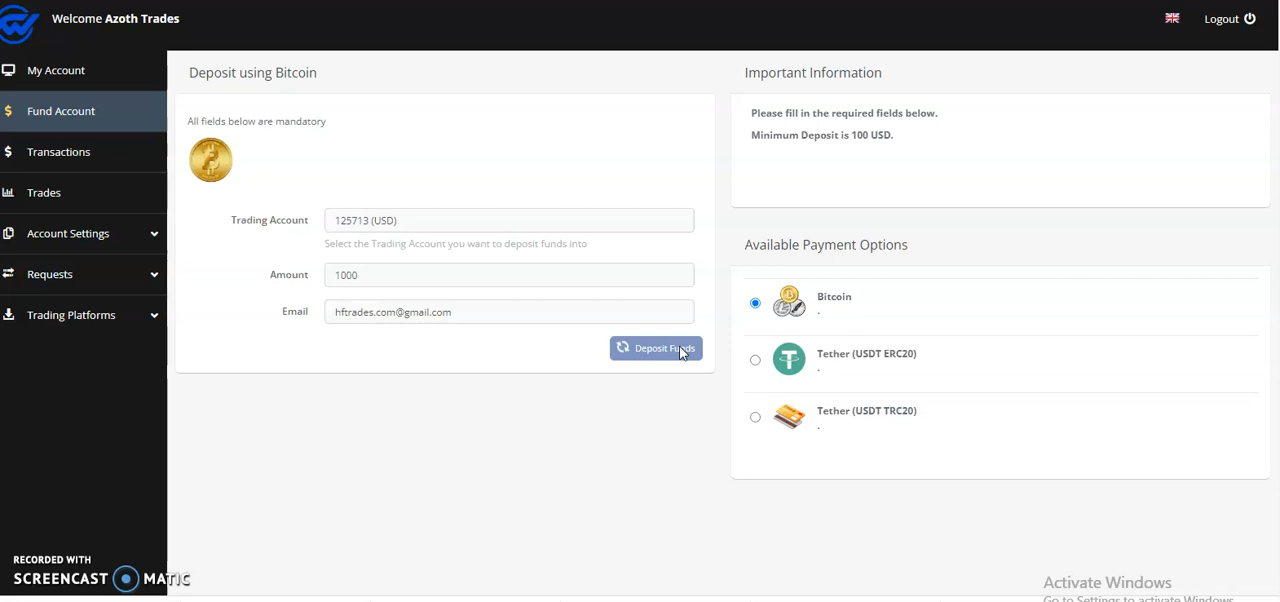 Welcome Azoth Trades
Logout
My Account
Fund Account
Transactions
Trades
Account Settings
Requests
Trading Platforms
Deposit using Bitcoin
All fields below are mandatory
Trading Account
125713 (USD)
Select the Trading Account you want to deposit funds into
Amount
1000
Email
hftrades.com@gmail.com
Deposit Funds
Important Information
Please fill in the required fields below.
Minimum Deposit is 100 USD.
Available Payment Options
Bitcoin
.
Tether (USDT ERC20)
.
Tether (USDT TRC20)
.
RECORDED WITH
SCREENCAST MATIC
Activate Windows
Go to Settings to activate Windows.